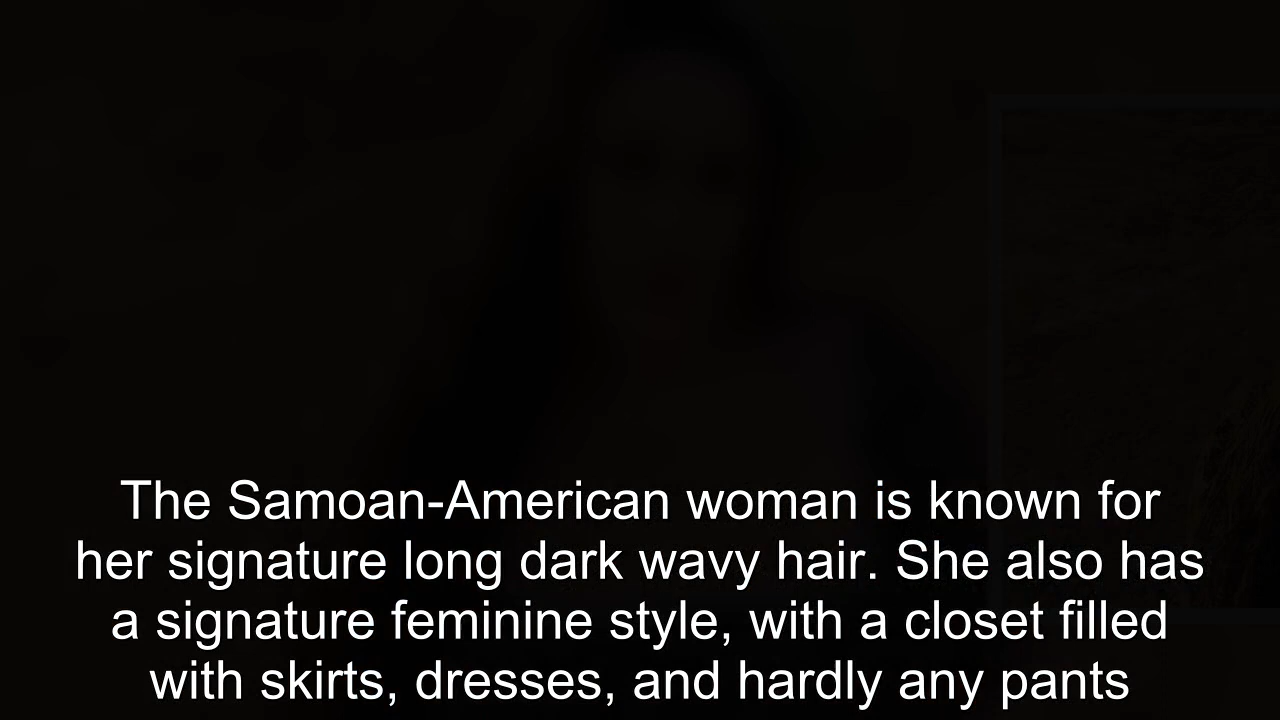 The Samoan-American woman is known for
her signature long dark wavy hair. She also has
a signature feminine style, with a closet filled
with skirts, dresses, and hardly any pants